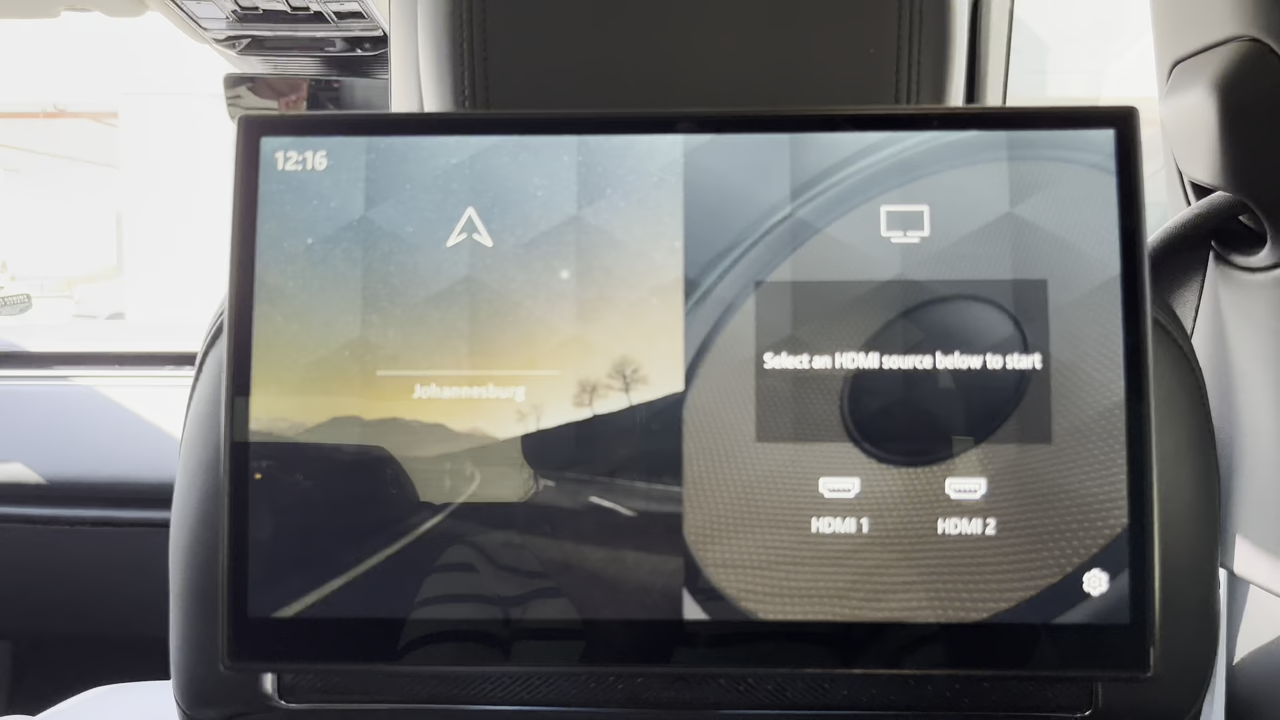 12:16
Johannesburg
Select an HDMI source below to start
HDMI 1
HDMI 2